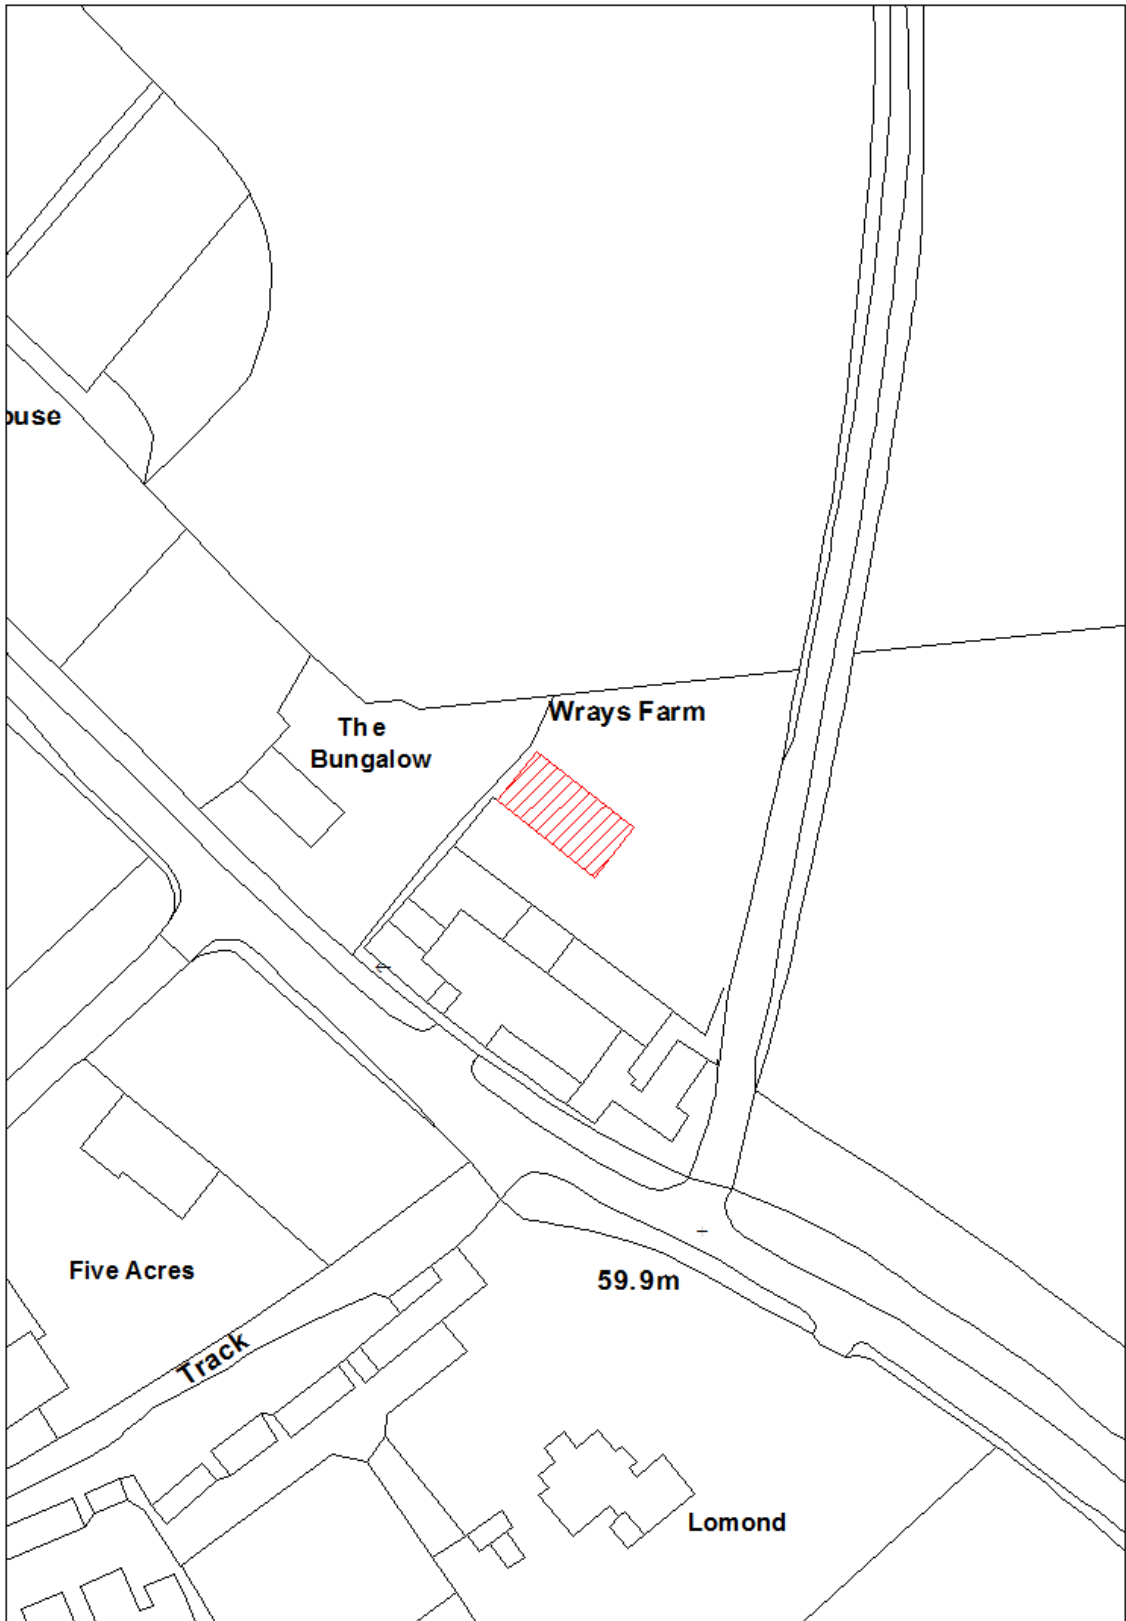 ouse
Wrays Farm
The
Bungalow
Five Acres
59.9m
Track
Lomond